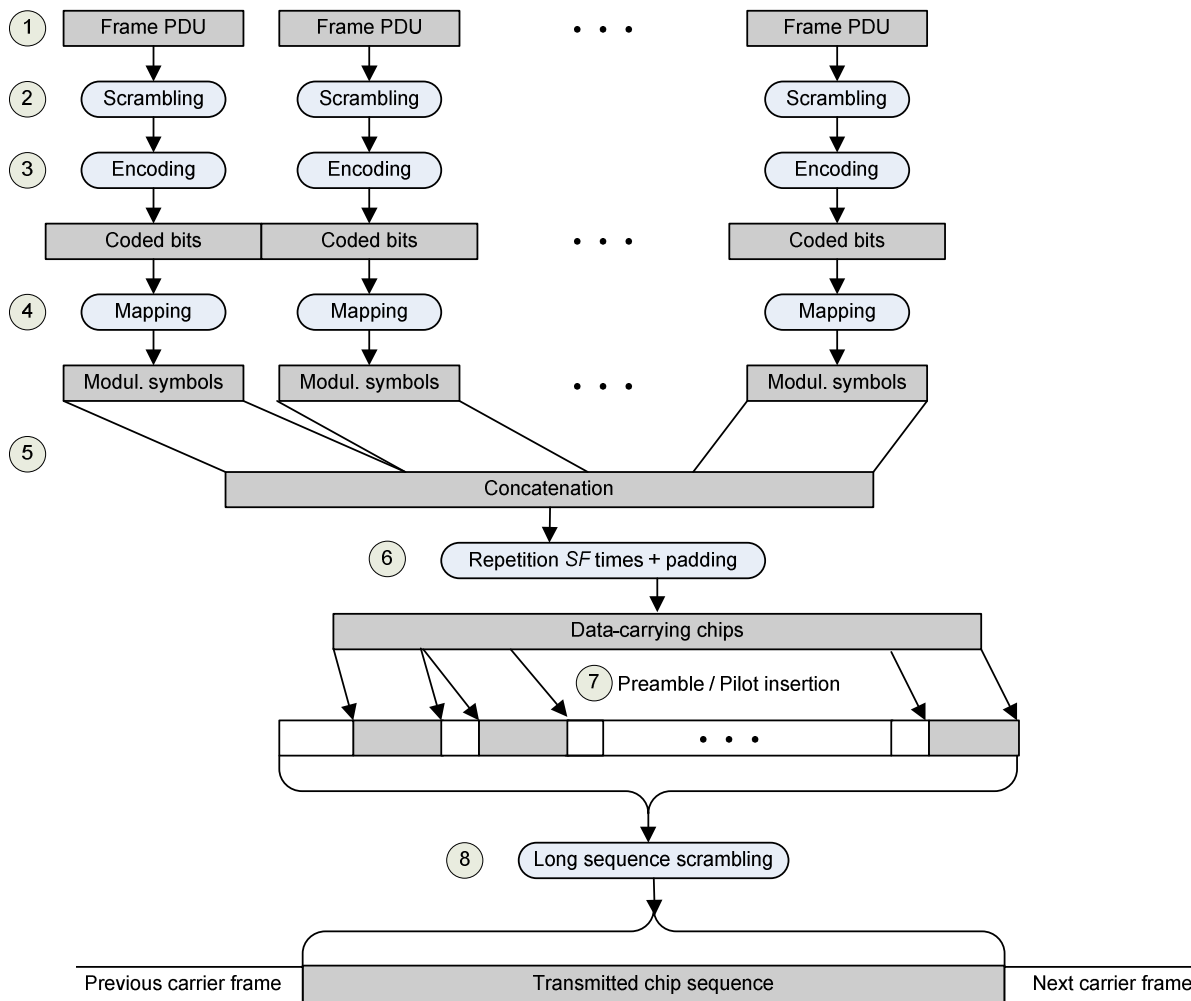 1 Frame PDU Frame PDU • • • Frame PDU
2 Scrambling Scrambling Scrambling
3 Encoding Encoding Encoding
Coded bits Coded bits • • • Coded bits
4 Mapping Mapping Mapping
Modul. symbols Modul. symbols • • • Modul. symbols
5
Concatenation
6 Repetition SF times + padding
Data-carrying chips
7 Preamble / Pilot insertion
• • •
8 Long sequence scrambling
Previous carrier frame Transmitted chip sequence Next carrier frame